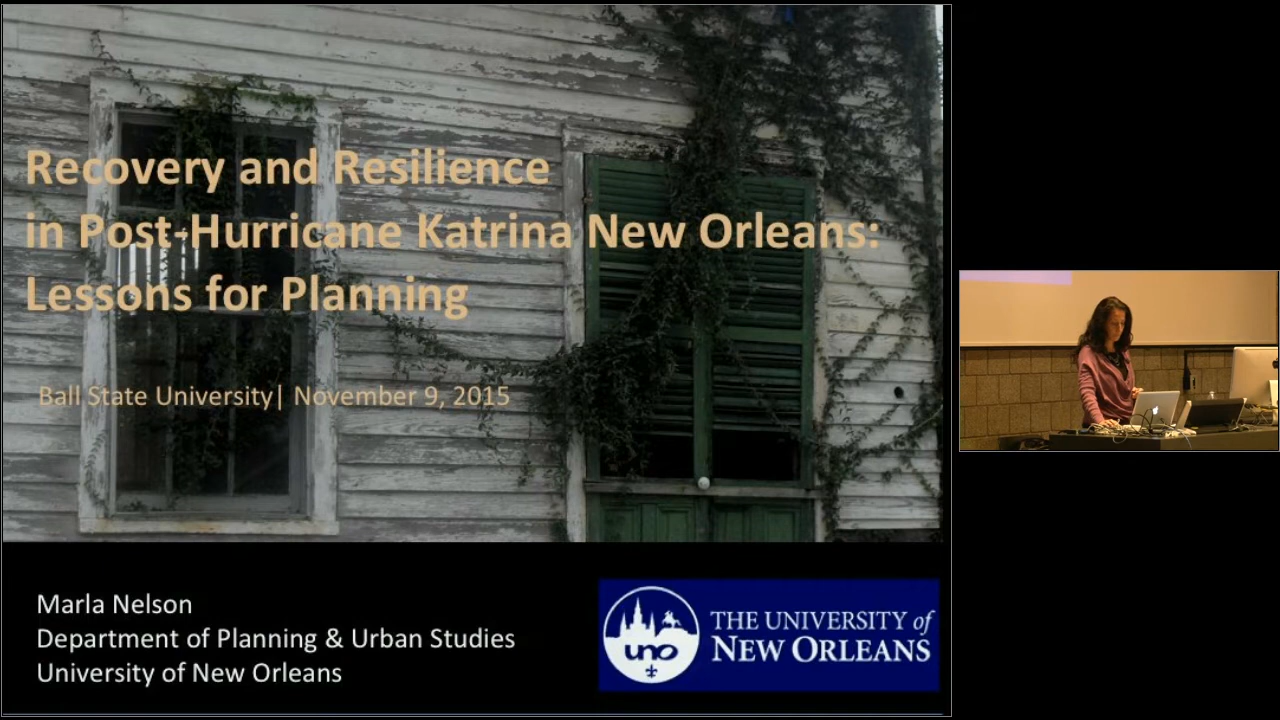 Recovery and Resilience
in Post-Hurricane Katrina New Orleans:
Lessons for Planning
Ball State University| November 9, 2015
Marla Nelson
Department of Planning & Urban Studies
University of New Orleans
uno
THE UNIVERSITY of
NEW ORLEANS